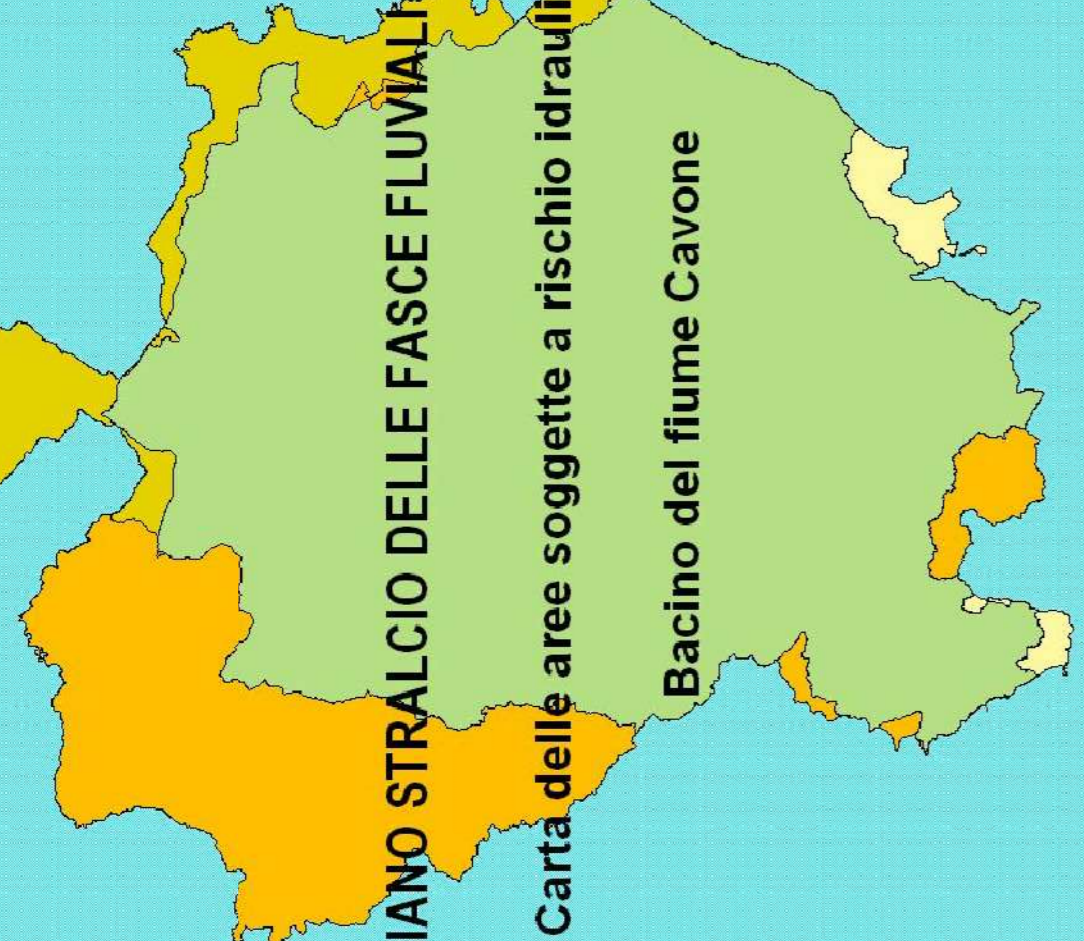 IANO STRALCIO DELLE FASCE FLUVIALI
Carta delle aree soggette a rischio idrauli
Bacino del fiume Cavone